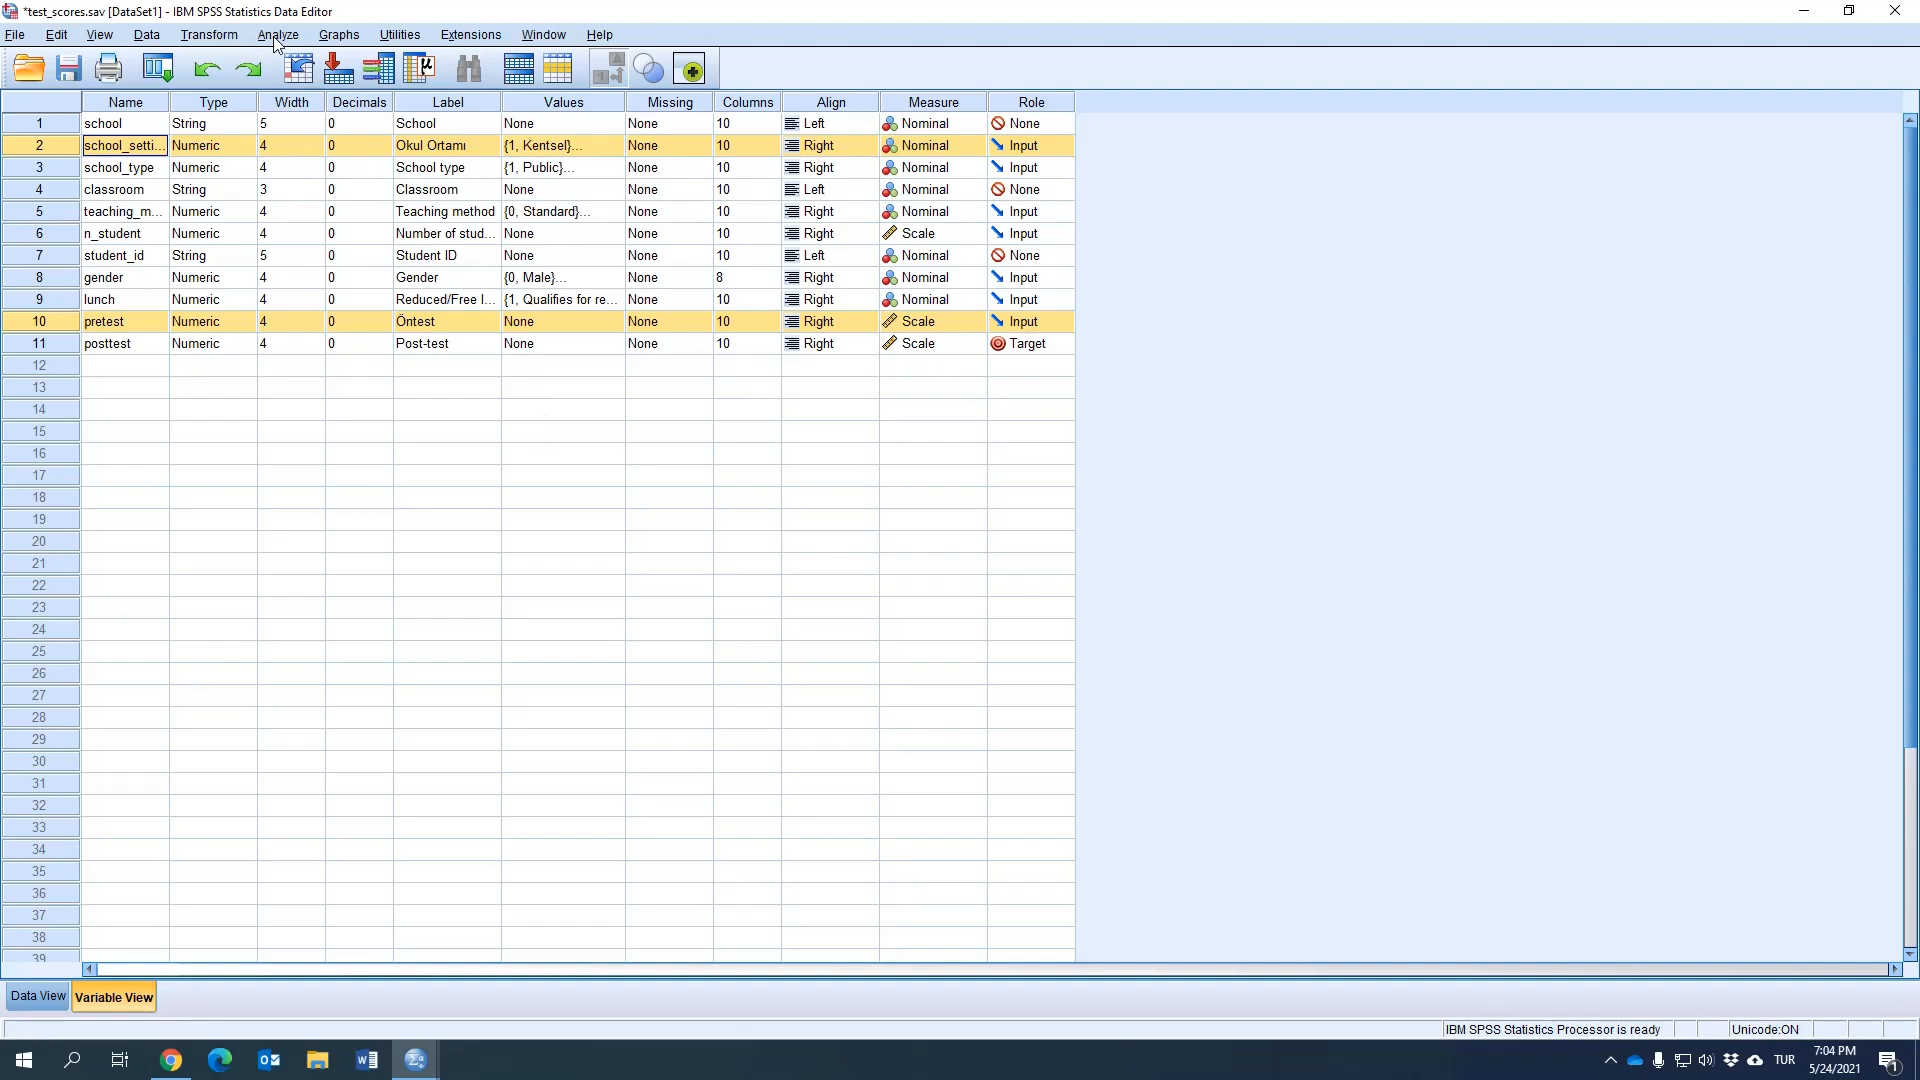 *test_scores.sav [DataSet1] - IBM SPSS Statistics Data Editor
File Edit View Data Transform Analyze Graphs Utilities Extensions Window Help
Name Type Width Decimals Label Values Missing Columns Align Measure Role
1 school String 5 0 School None None 10 Left Nominal None
2 school_setti... Numeric 4 0 Okul Ortamı {1, Kentsel}... None 10 Right Nominal Input
3 school_type Numeric 4 0 School type {1, Public}... None 10 Right Nominal Input
4 classroom String 3 0 Classroom None None 10 Left Nominal None
5 teaching_m... Numeric 4 0 Teaching method {0, Standard}... None 10 Right Nominal Input
6 n_student Numeric 4 0 Number of stud... None None 10 Right Scale Input
7 student_id String 5 0 Student ID None None 10 Left Nominal None
8 gender Numeric 4 0 Gender {0, Male}... None 8 Right Nominal Input
9 lunch Numeric 4 0 Reduced/Free l... {1, Qualifies for re... None 10 Right Nominal Input
10 pretest Numeric 4 0 Öntest None None 10 Right Scale Input
11 posttest Numeric 4 0 Post-test None None 10 Right Scale Target
12
13
14
15
16
17
18
19
20
21
22
23
24
25
26
27
28
29
30
31
32
33
34
35
36
37
38
39
Data View Variable View
IBM SPSS Statistics Processor is ready Unicode:ON
TUR 7:04 PM
5/24/2021 1